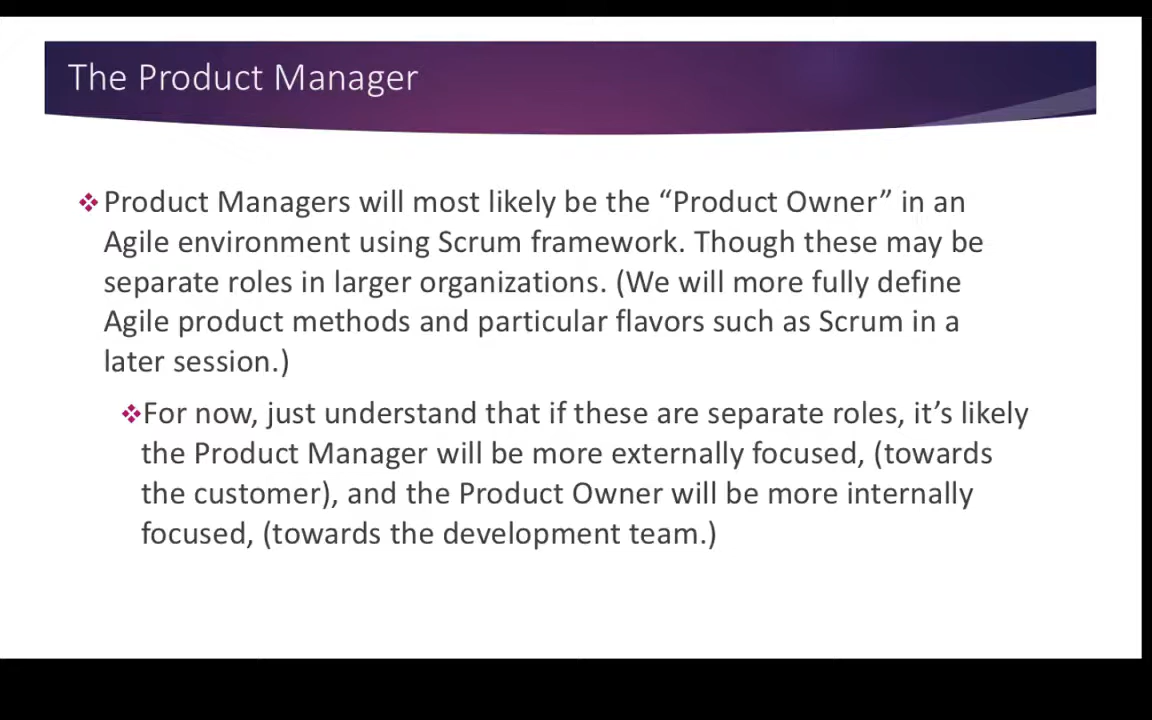 The Product Manager
❖Product Managers will most likely be the “Product Owner” in an
Agile environment using Scrum framework. Though these may be
separate roles in larger organizations. (We will more fully define
Agile product methods and particular flavors such as Scrum in a
later session.)
❖For now, just understand that if these are separate roles, it’s likely
the Product Manager will be more externally focused, (towards
the customer), and the Product Owner will be more internally
focused, (towards the development team.)